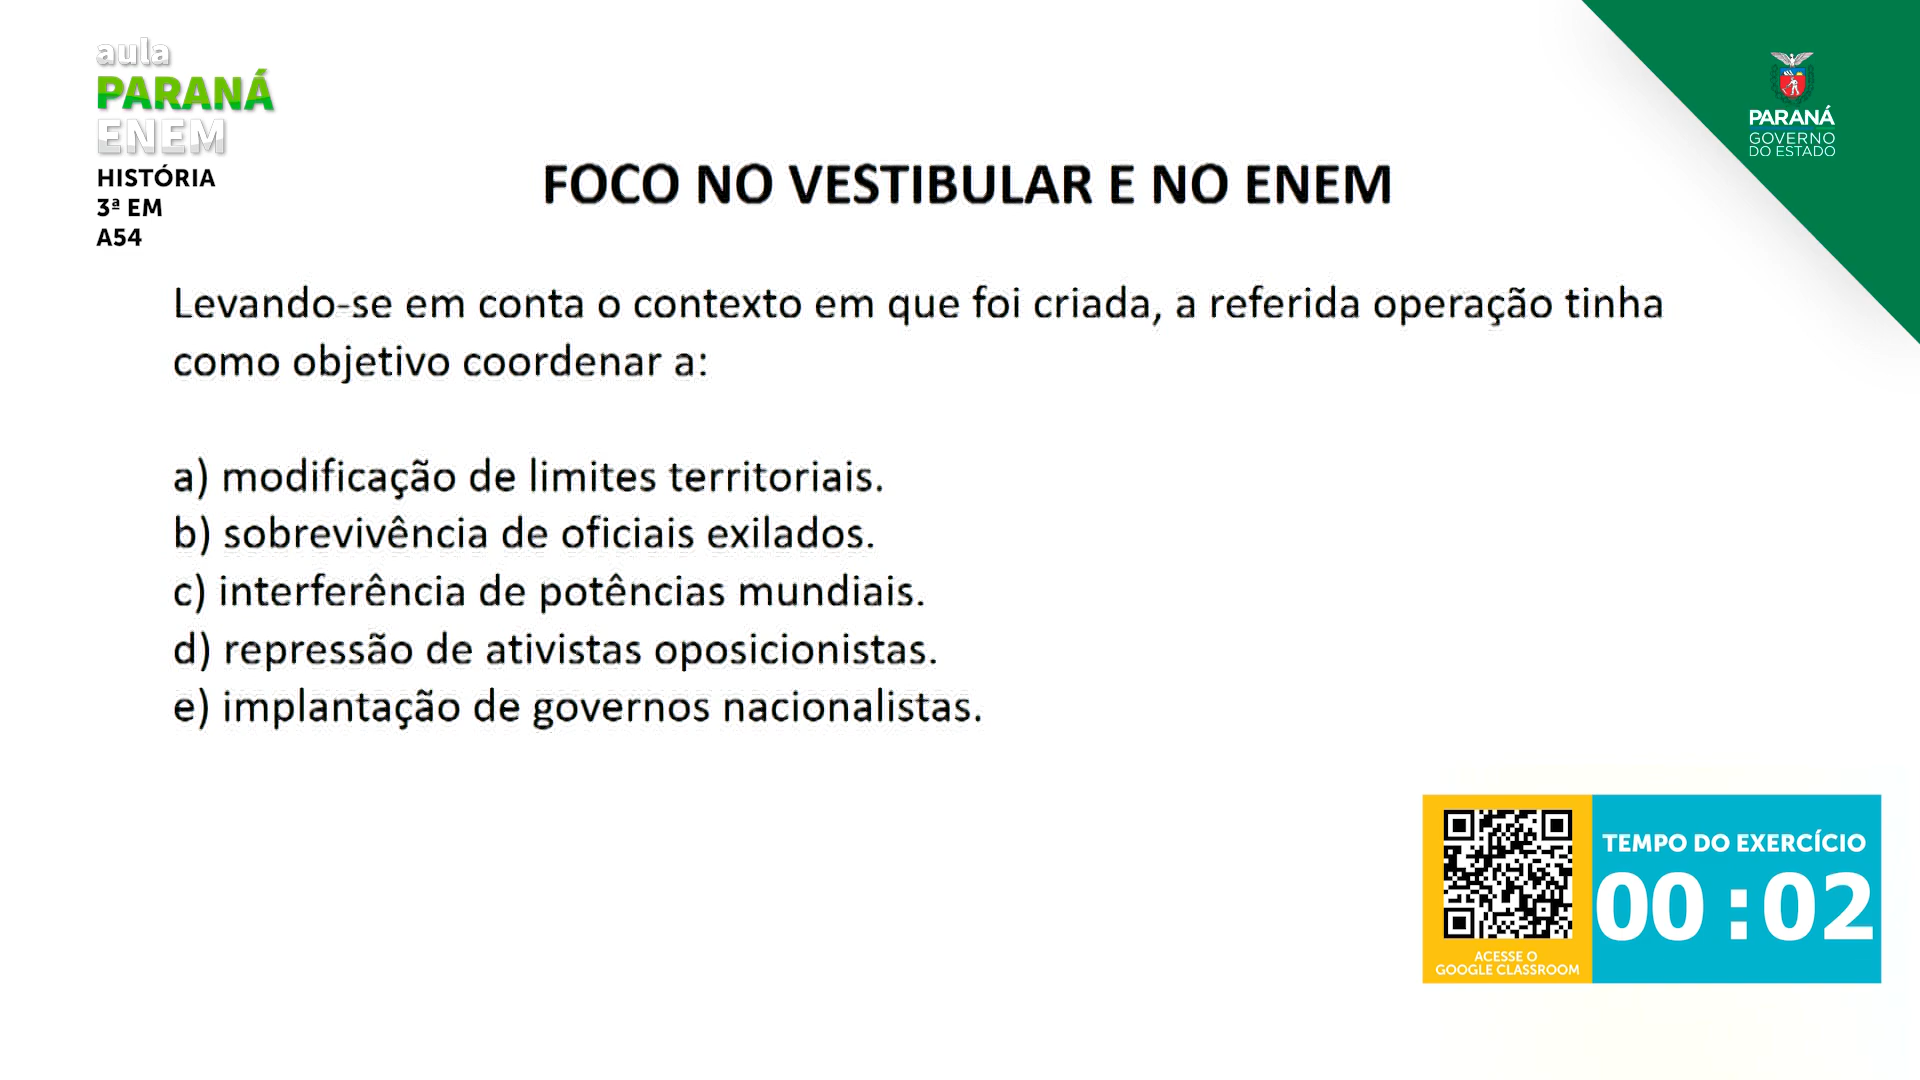 aula
PARANÁ
ENEM
HISTÓRIA
3ª EM
A54
PARANÁ
GOVERNO
DO ESTADO
FOCO NO VESTIBULAR E NO ENEM
Levando-se em conta o contexto em que foi criada, a referida operação tinha
como objetivo coordenar a:
a) modificação de limites territoriais.
b) sobrevivência de oficiais exilados.
c) interferência de potências mundiais.
d) repressão de ativistas oposicionistas.
e) implantação de governos nacionalistas.
ACESSE O
GOOGLE CLASSROOM
TEMPO DO EXERCÍCIO
00:02